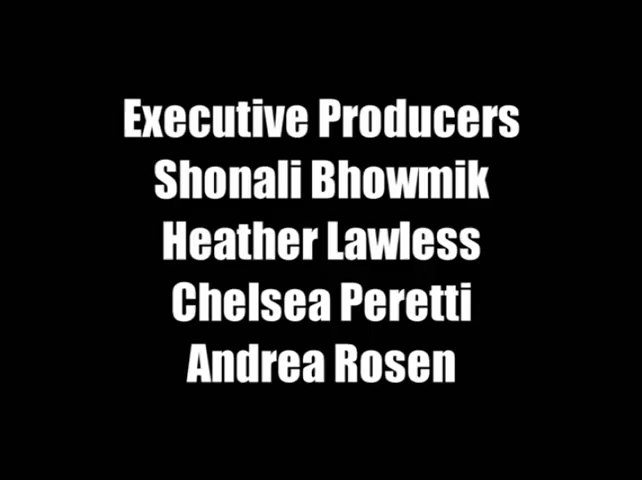 Executive Producers
Shonali Bhowmik
Heather Lawless
Chelsea Peretti
Andrea Rosen